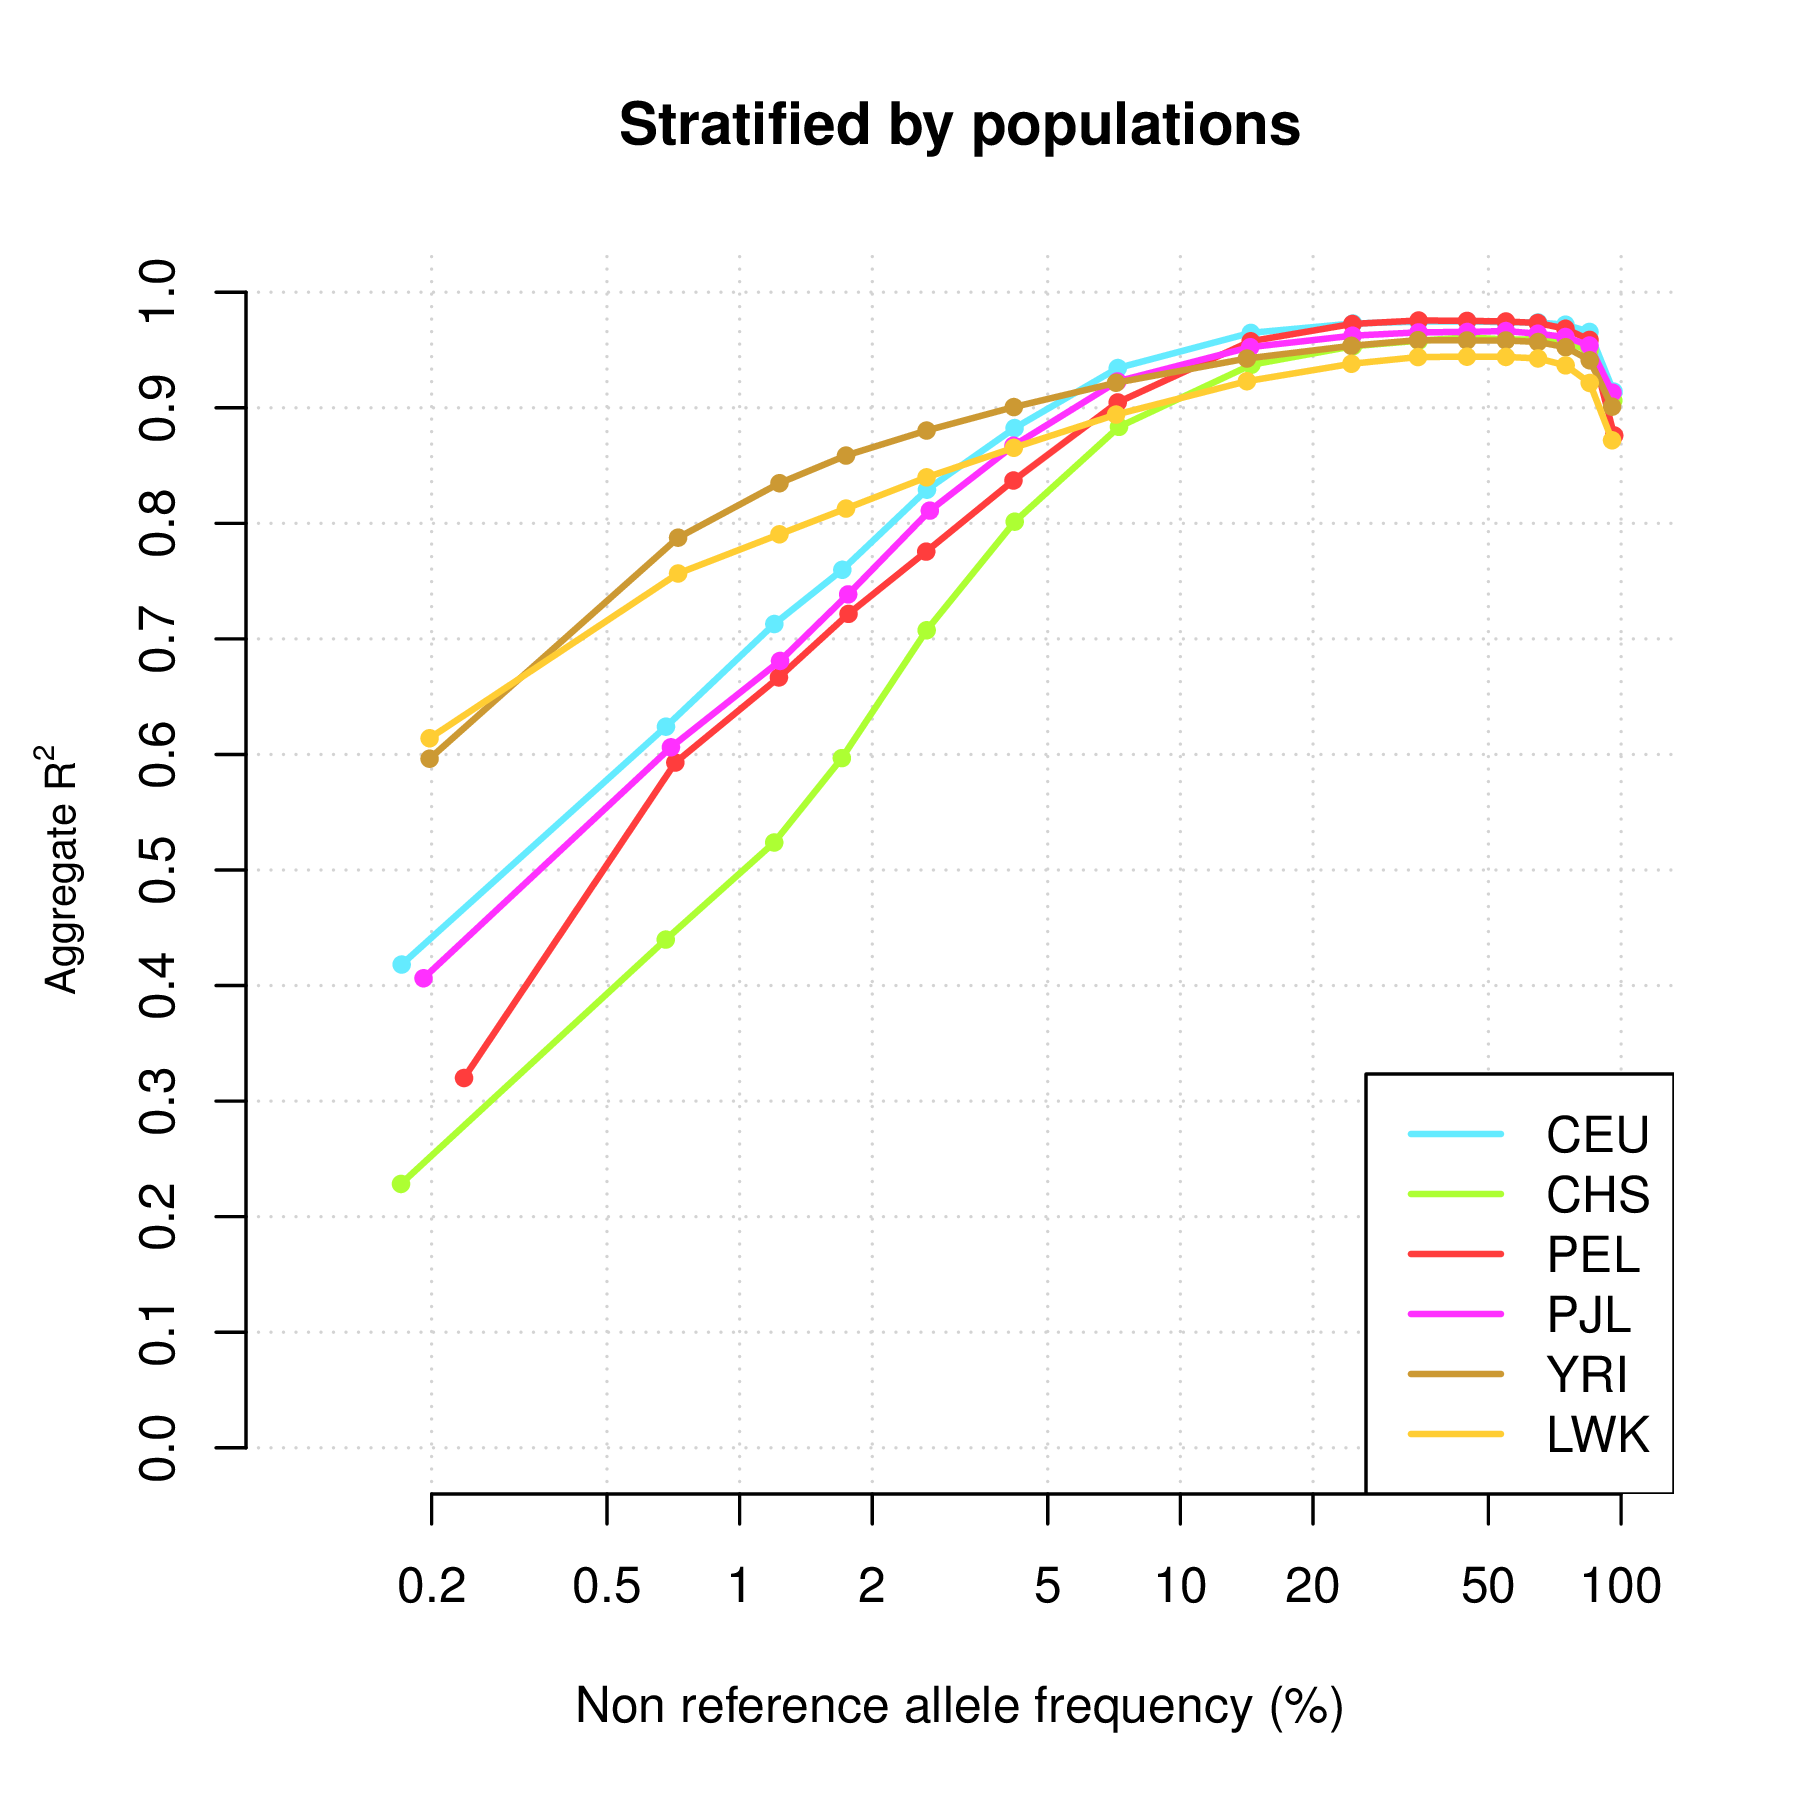 Stratified by populations
Aggregate R²
1.0
0.9
0.8
0.7
0.6
0.5
0.4
0.3
0.2
0.1
0.0
CEU
CHS
PEL
PJL
YRI
LWK
0.2 0.5 1 2 5 10 20 50 100
Non reference allele frequency (%)